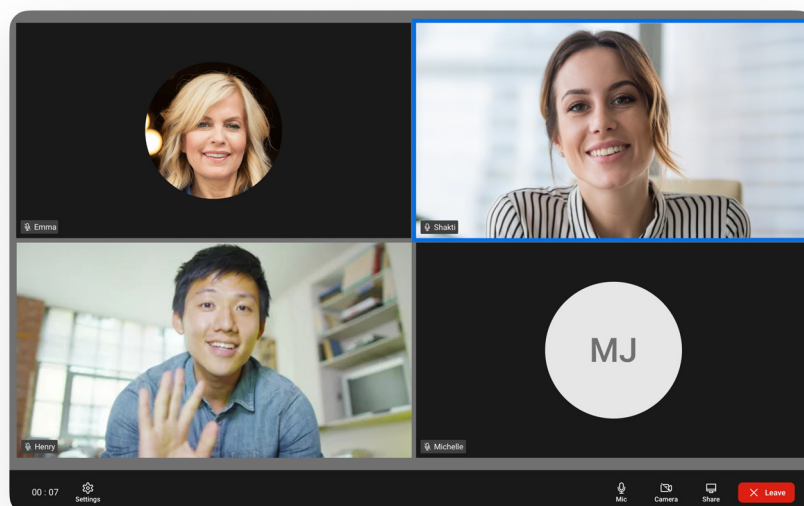 Emma
Shakti
MJ
Henry
Michelle
00 : 07
Settings
Mic
Camera
Share
Leave